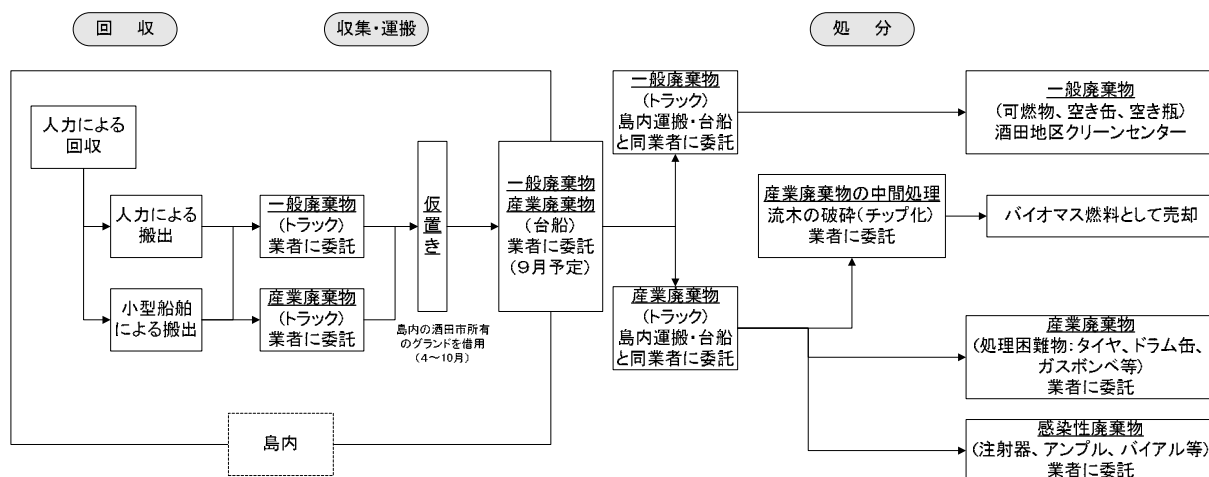 回　収
収集・運搬
処　分
人力による
回収
人力による
搬出
小型船舶
による搬出
一般廃棄物
(トラック)
業者に委託
産業廃棄物
(トラック)
業者に委託
仮置き
島内の酒田市所有
のグランドを借用
(4～10月)
一般廃棄物
産業廃棄物
(台船)
業者に委託
(9月予定)
島内
一般廃棄物
(トラック)
島内運搬・台船
と同業者に委託
産業廃棄物
(トラック)
島内運搬・台船
と同業者に委託
一般廃棄物
(可燃物、空き缶、空き瓶)
酒田地区クリーンセンター
産業廃棄物の中間処理
流木の破砕(チップ化)
業者に委託
バイオマス燃料として売却
産業廃棄物
(処理困難物：タイヤ、ドラム缶、
ガスボンベ等)
業者に委託
感染性廃棄物
(注射器、アンプル、バイアル等)
業者に委託